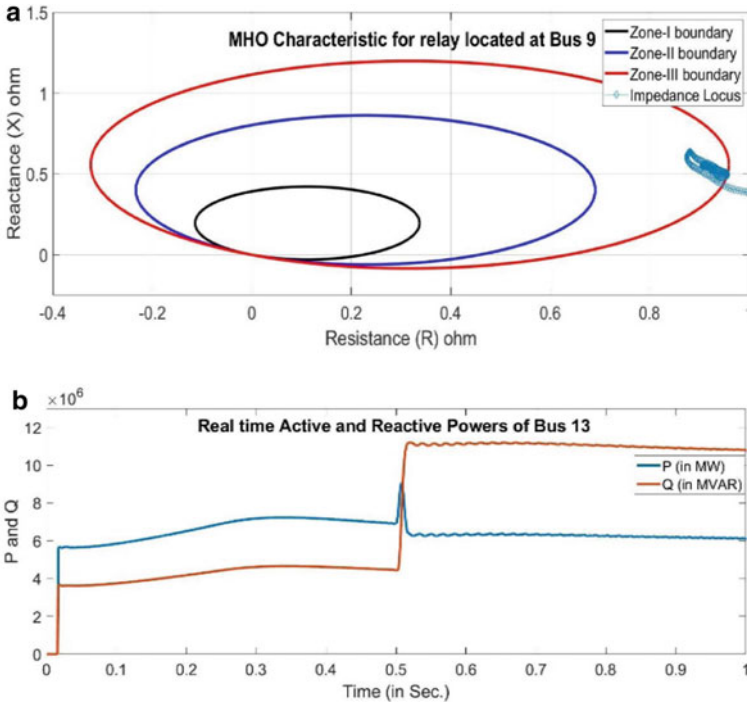 a
1.5
1
0.5
0
-0.4
-0.2
0
0.2
0.4
0.6
0.8
1
Reactance (X) ohm
Resistance (R) ohm
MHO Characteristic for relay located at Bus 9
Zone-I boundary
Zone-II boundary
Zone-III boundary
Impedance Locus
b
×10⁶
12
10
8
6
4
2
0
0
0.1
0.2
0.3
0.4
0.5
0.6
0.7
0.8
0.9
1
P and Q
Time (in Sec.)
Real time Active and Reactive Powers of Bus 13
P (in MW)
Q (in MVAR)